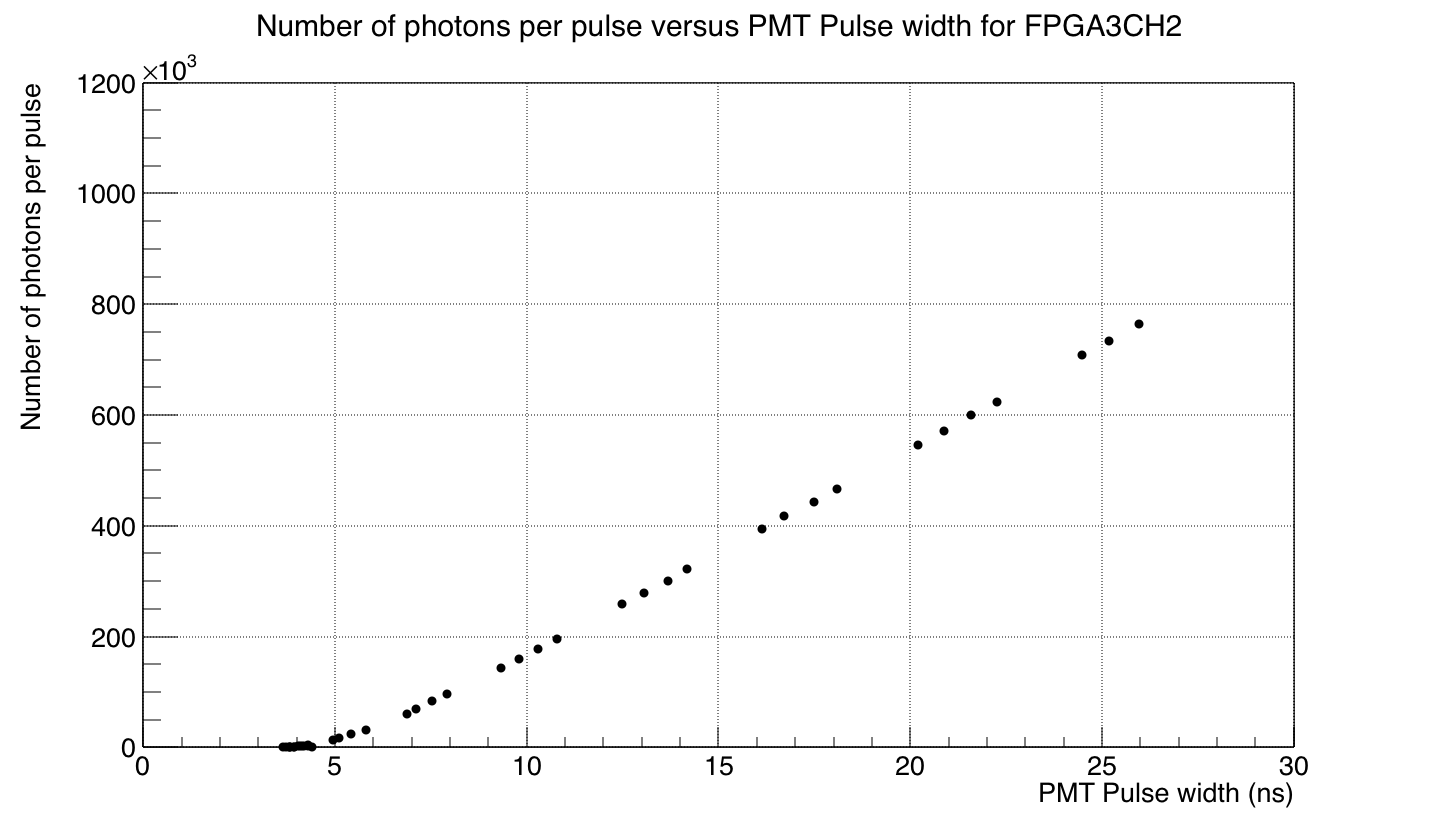 Number of photons per pulse versus PMT Pulse width for FPGA3CH2
×10³
Number of photons per pulse
1200
1000
800
600
400
200
0
0 5 10 15 20 25 30
PMT Pulse width (ns)